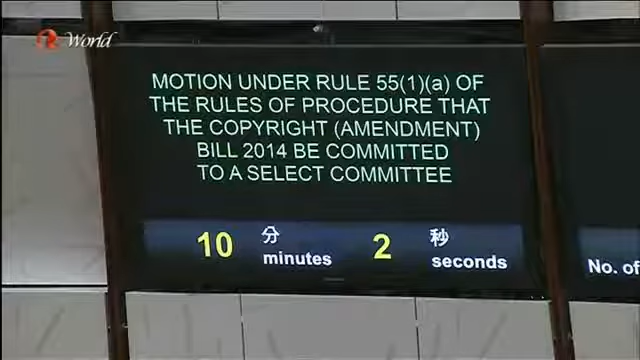 World
MOTION UNDER RULE 55(1)(a) OF
THE RULES OF PROCEDURE THAT
THE COPYRIGHT (AMENDMENT)
BILL 2014 BE COMMITTED
TO A SELECT COMMITTEE
10 分 minutes 2 秒 seconds
No. of